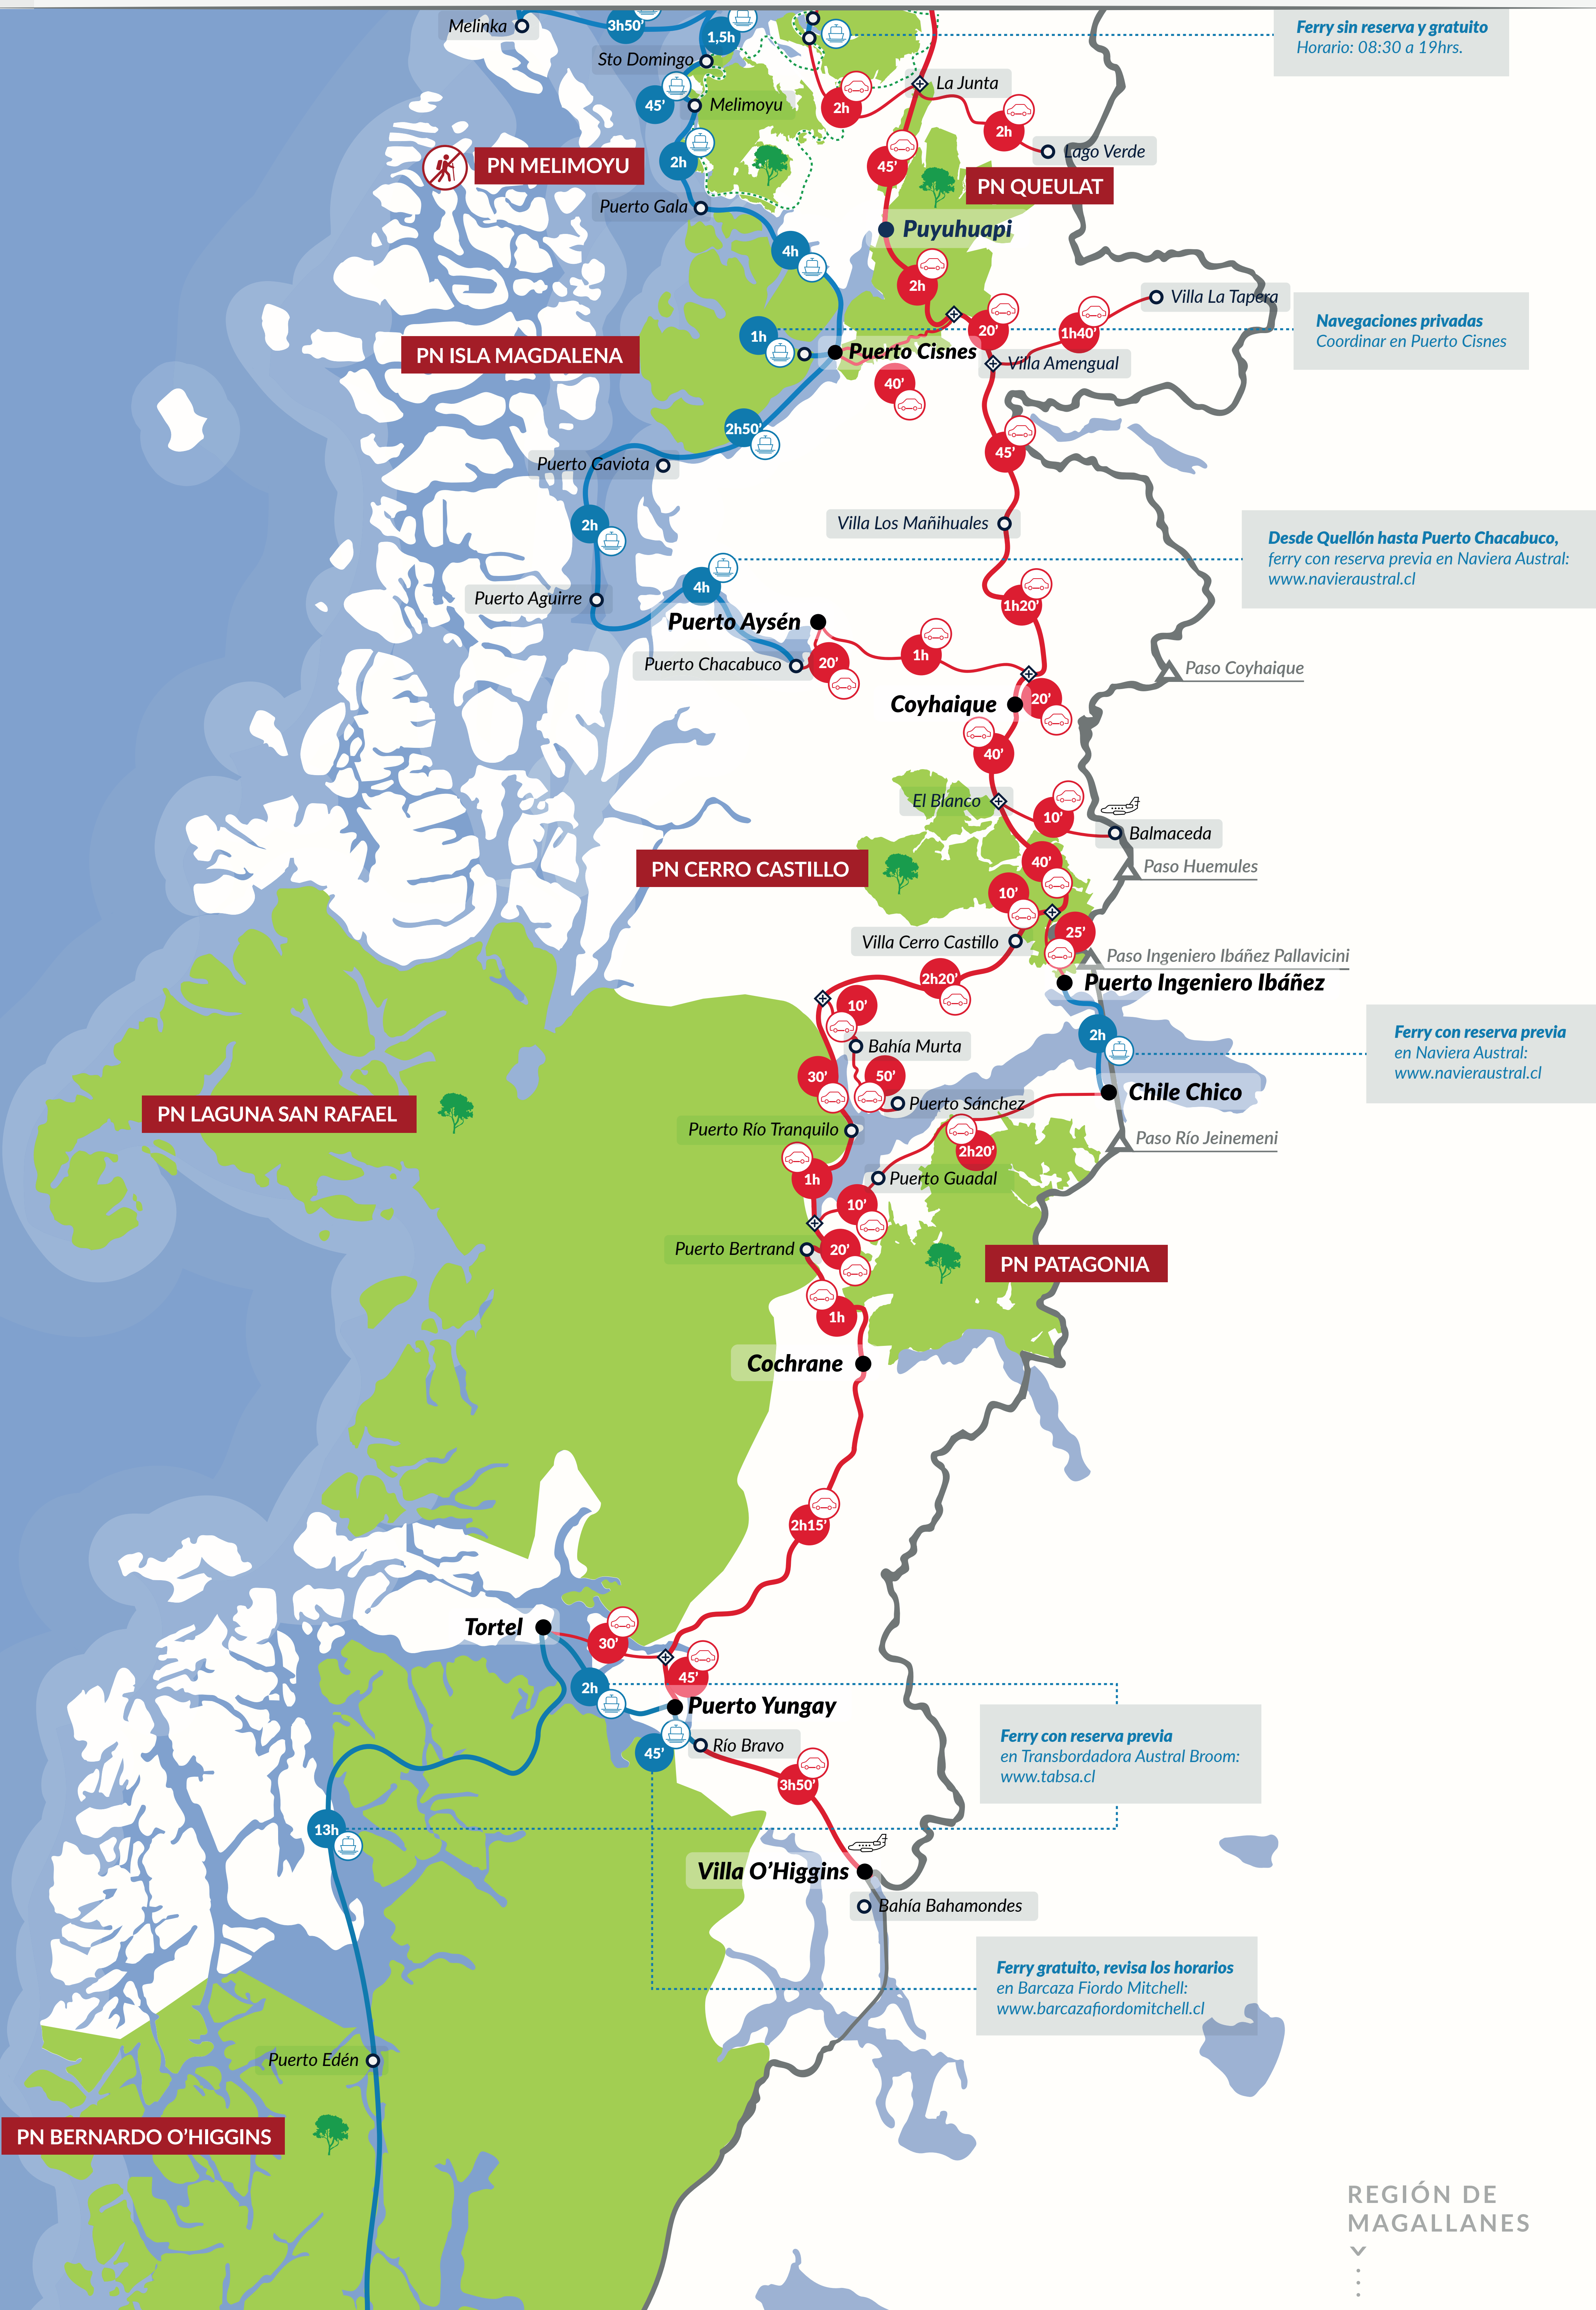 Melinka
3h50'
1,5h
Ferry sin reserva y gratuito
Horario: 08:30 a 19hrs.
Sto Domingo
La Junta
45'
Melimoyu
2h
2h
Lago Verde
PN MELIMOYU
2h
45'
PN QUEULAT
Puerto Gala
Puyuhuapi
4h
2h
Villa La Tapera
Navegaciones privadas
Coordinar en Puerto Cisnes
1h
20'
1h40'
PN ISLA MAGDALENA
Puerto Cisnes
Villa Amengual
40'
2h50'
45'
Puerto Gaviota
2h
Villa Los Mañihuales
Desde Quellón hasta Puerto Chacabuco,
ferry con reserva previa en Naviera Austral:
www.navieraustral.cl
4h
Puerto Aguirre
1h20'
Puerto Aysén
1h
Puerto Chacabuco
20'
Paso Coyhaique
Coyhaique
20'
40'
El Blanco
10'
Balmaceda
PN CERRO CASTILLO
40'
Paso Huemules
10'
25'
Villa Cerro Castillo
Paso Ingeniero Ibáñez Pallavicini
2h20'
Puerto Ingeniero Ibáñez
10'
2h
Ferry con reserva previa
en Naviera Austral:
www.navieraustral.cl
Bahía Murta
30'
50'
Chile Chico
Puerto Sánchez
PN LAGUNA SAN RAFAEL
Puerto Río Tranquilo
Paso Río Jeinemeni
2h20'
1h
Puerto Guadal
10'
Puerto Bertrand
20'
PN PATAGONIA
1h
Cochrane
2h15'
Tortel
30'
45'
2h
Puerto Yungay
Ferry con reserva previa
en Transbordadora Austral Broom:
www.tabsa.cl
45'
Río Bravo
3h50'
13h
Villa O'Higgins
Bahía Bahamondes
Ferry gratuito, revisa los horarios
en Barcaza Fiordo Mitchell:
www.barcazafiordomitchell.cl
Puerto Edén
PN BERNARDO O'HIGGINS
REGIÓN DE
MAGALLANES